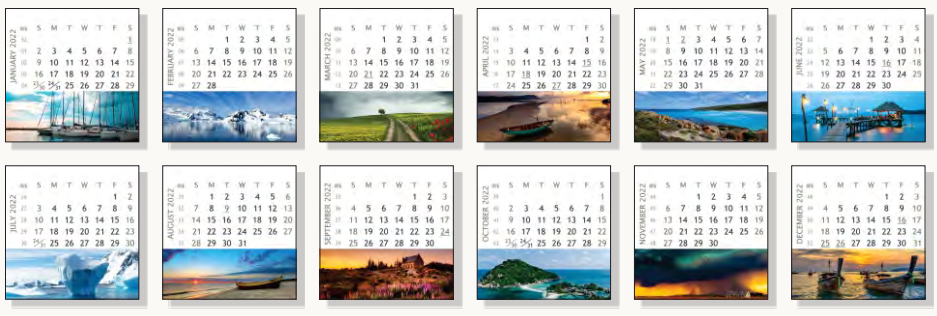 JANUARY 2022
S M T W T F S
1
2 3 4 5 6 7 8
9 10 11 12 13 14 15
16 17 18 19 20 21 22
23/30 24/31 25 26 27 28 29
FEBRUARY 2022
S M T W T F S
1 2 3 4 5
6 7 8 9 10 11 12
13 14 15 16 17 18 19
20 21 22 23 24 25 26
27 28
MARCH 2022
S M T W T F S
1 2 3 4 5
6 7 8 9 10 11 12
13 14 15 16 17 18 19
20 21 22 23 24 25 26
27 28 29 30 31
APRIL 2022
S M T W T F S
1 2
3 4 5 6 7 8 9
10 11 12 13 14 15 16
17 18 19 20 21 22 23
24 25 26 27 28 29 30
MAY 2022
S M T W T F S
1 2 3 4 5 6 7
8 9 10 11 12 13 14
15 16 17 18 19 20 21
22 23 24 25 26 27 28
29 30 31
JUNE 2022
S M T W T F S
1 2 3 4
5 6 7 8 9 10 11
12 13 14 15 16 17 18
19 20 21 22 23 24 25
26 27 28 29 30
JULY 2022
S M T W T F S
1 2
3 4 5 6 7 8 9
10 11 12 13 14 15 16
17 18 19 20 21 22 23
24/31 25 26 27 28 29 30
AUGUST 2022
S M T W T F S
1 2 3 4 5 6
7 8 9 10 11 12 13
14 15 16 17 18 19 20
21 22 23 24 25 26 27
28 29 30 31
SEPTEMBER 2022
S M T W T F S
1 2 3
4 5 6 7 8 9 10
11 12 13 14 15 16 17
18 19 20 21 22 23 24
25 26 27 28 29 30
OCTOBER 2022
S M T W T F S
1
2 3 4 5 6 7 8
9 10 11 12 13 14 15
16 17 18 19 20 21 22
23/30 24/31 25 26 27 28 29
NOVEMBER 2022
S M T W T F S
1 2 3 4 5
6 7 8 9 10 11 12
13 14 15 16 17 18 19
20 21 22 23 24 25 26
27 28 29 30
DECEMBER 2022
S M T W T F S
1 2 3
4 5 6 7 8 9 10
11 12 13 14 15 16 17
18 19 20 21 22 23 24
25 26 27 28 29 30 31